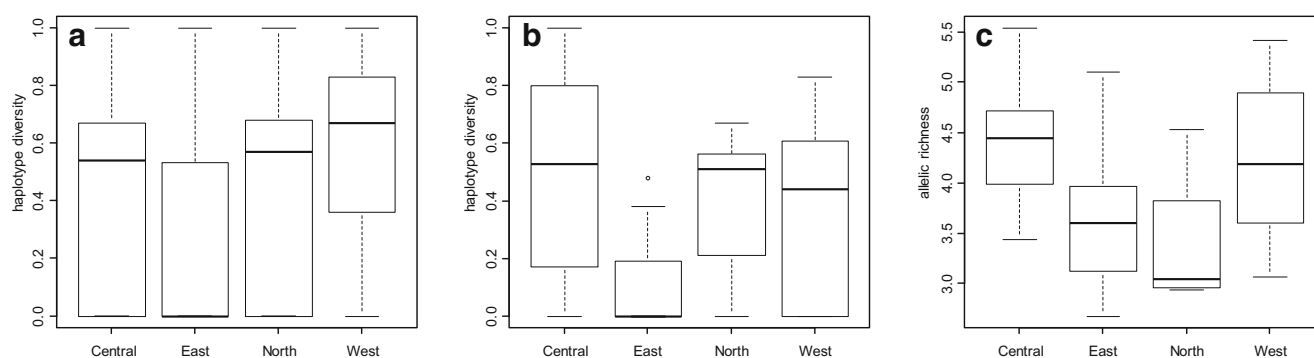 a
haplotype diversity
1.0
0.8
0.6
0.4
0.2
0.0
Central East North West
b
haplotype diversity
1.0
0.8
0.6
0.4
0.2
0.0
Central East North West
c
allelic richness
5.5
5.0
4.5
4.0
3.5
3.0
Central East North West